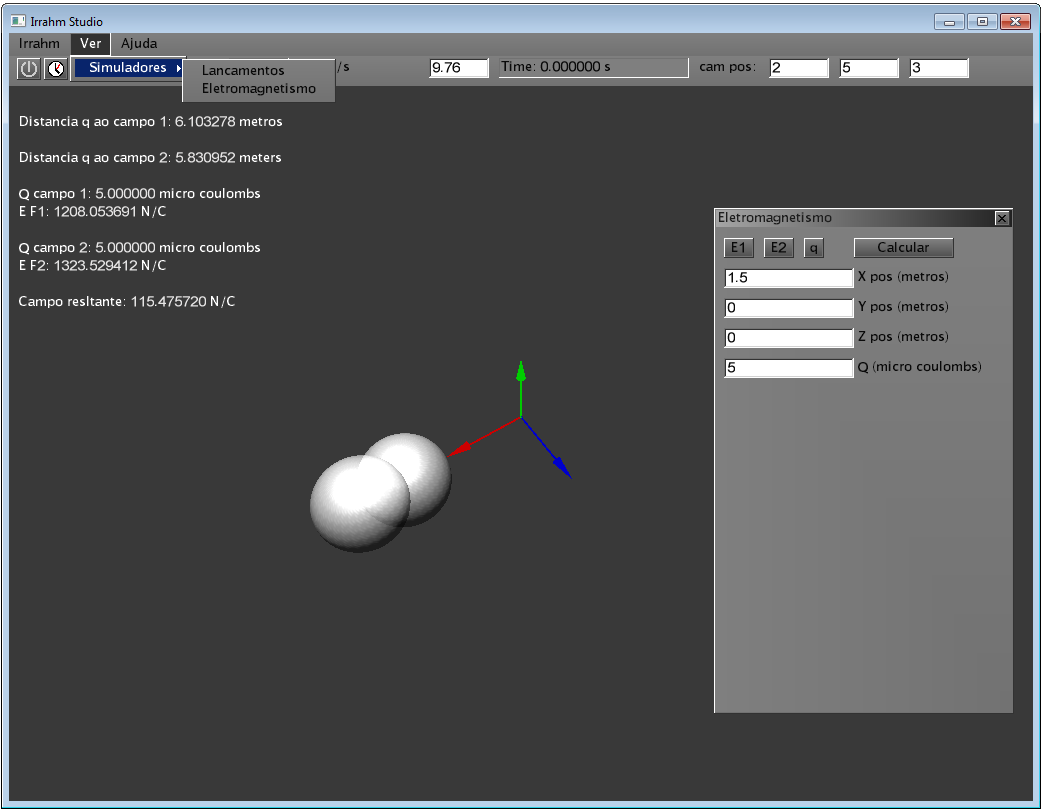 Irrahm Studio
Irrahm Ver Ajuda
Simuladores
Lancamentos
Eletromagnetismo
/s 9.76 Time: 0.000000 s cam pos: 2 5 3
Distancia q ao campo 1: 6.103278 metros
Distancia q ao campo 2: 5.830952 meters
Q campo 1: 5.000000 micro coulombs
E F1: 1208.053691 N/C
Q campo 2: 5.000000 micro coulombs
E F2: 1323.529412 N/C
Campo resltante: 115.475720 N/C
Eletromagnetismo
E1 E2 q Calcular
1.5 X pos (metros)
0 Y pos (metros)
0 Z pos (metros)
5 Q (micro coulombs)